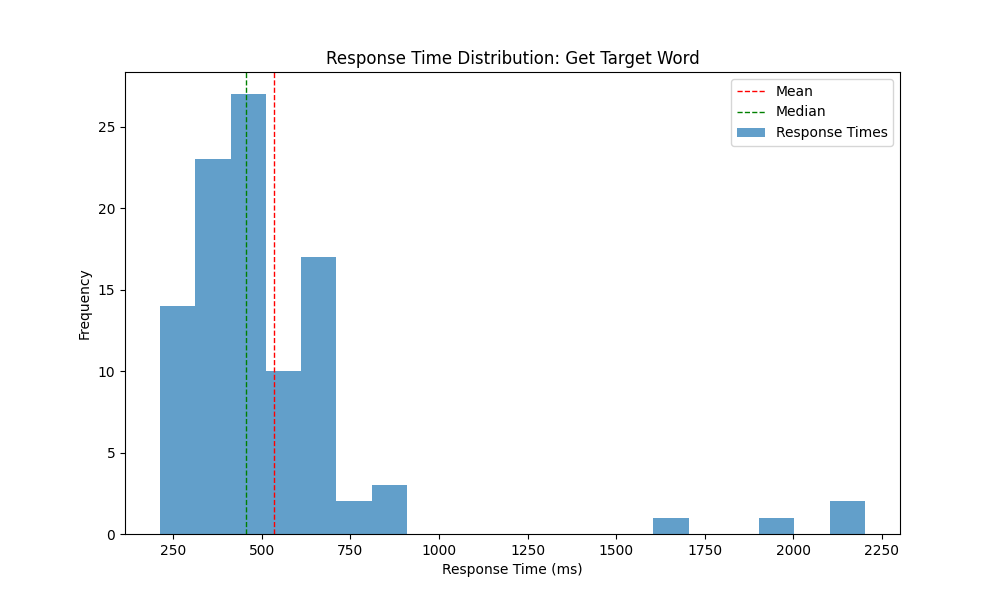 Response Time Distribution: Get Target Word
Mean
Median
Response Times
Frequency
25
20
15
10
5
0
250 500 750 1000 1250 1500 1750 2000 2250
Response Time (ms)